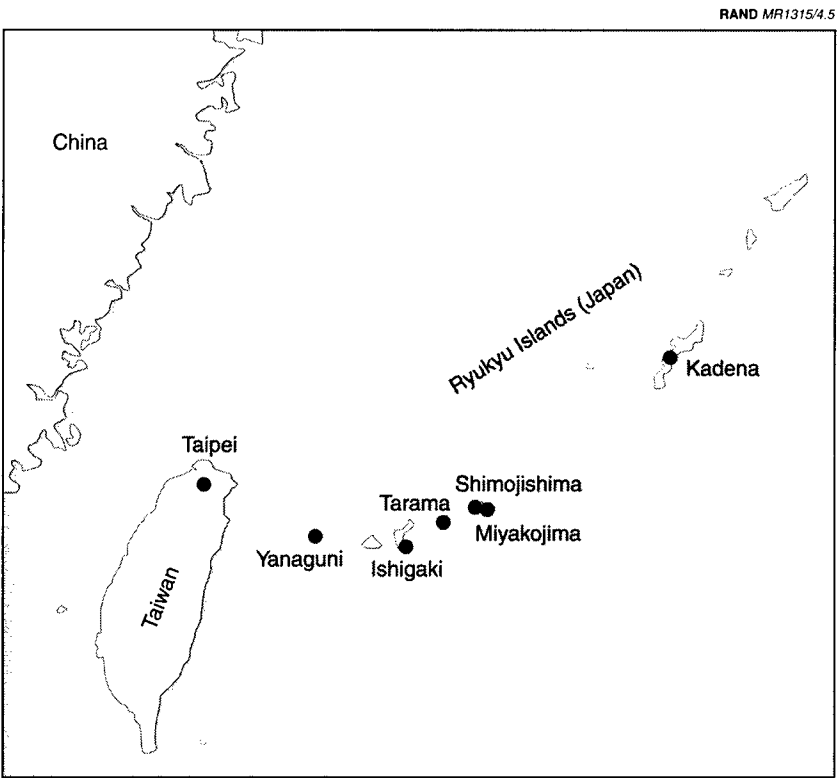 RAND MR1315/4.5
China
Ryukyu Islands (Japan)
Kadena
Taipei
Shimojishima
Tarama
Miyakojima
Yanaguni
Ishigaki
Taiwan